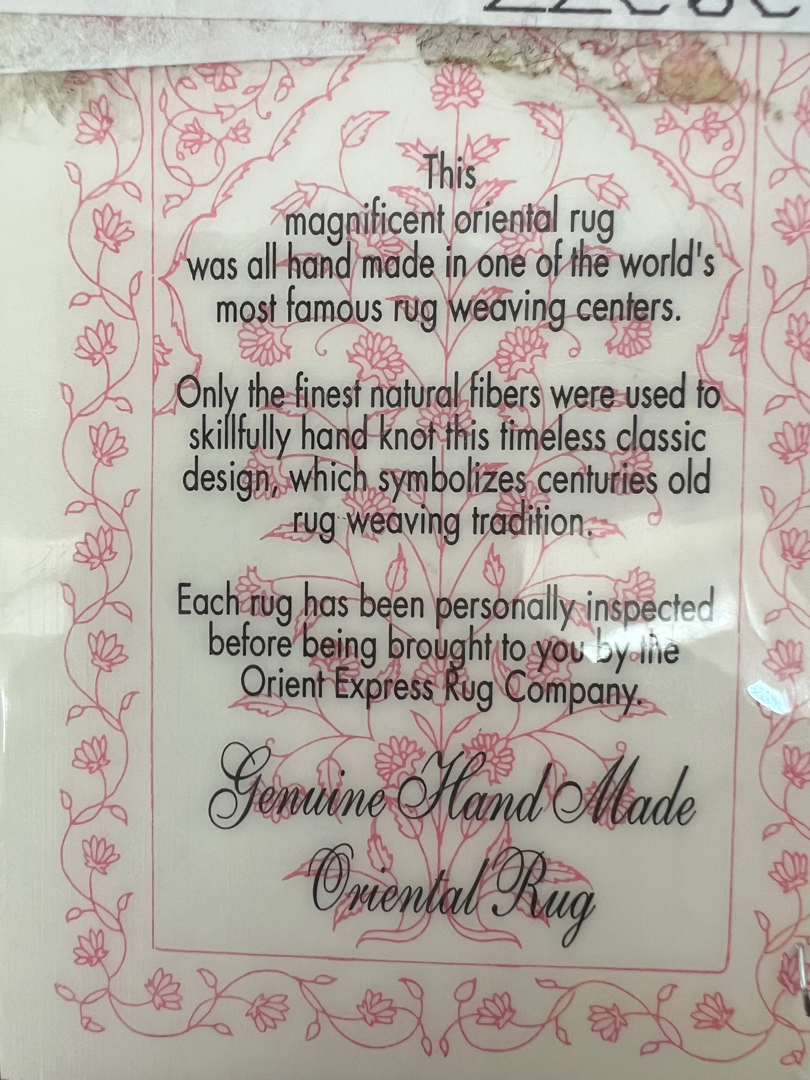 This
magnificent oriental rug
was all hand made in one of the world's
most famous rug weaving centers.
Only the finest natural fibers were used to
skillfully hand knot this timeless classic
design, which symbolizes centuries old
rug weaving tradition.
Each rug has been personally inspected
before being brought to you by the
Orient Express Rug Company.
Genuine Hand Made
Oriental Rug